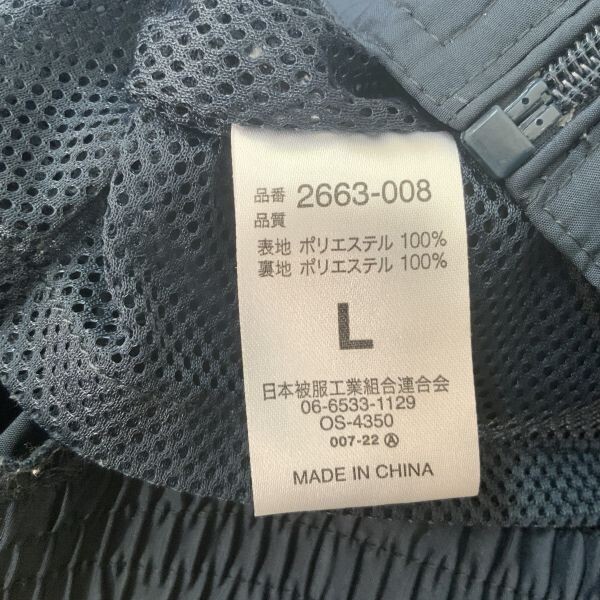 品番 2663-008
品質
表地 ポリエステル 100%
裏地 ポリエステル 100%
L
日本被服工業組合連合会
06-6533-1129
OS-4350
007-22 Ⓐ
MADE IN CHINA